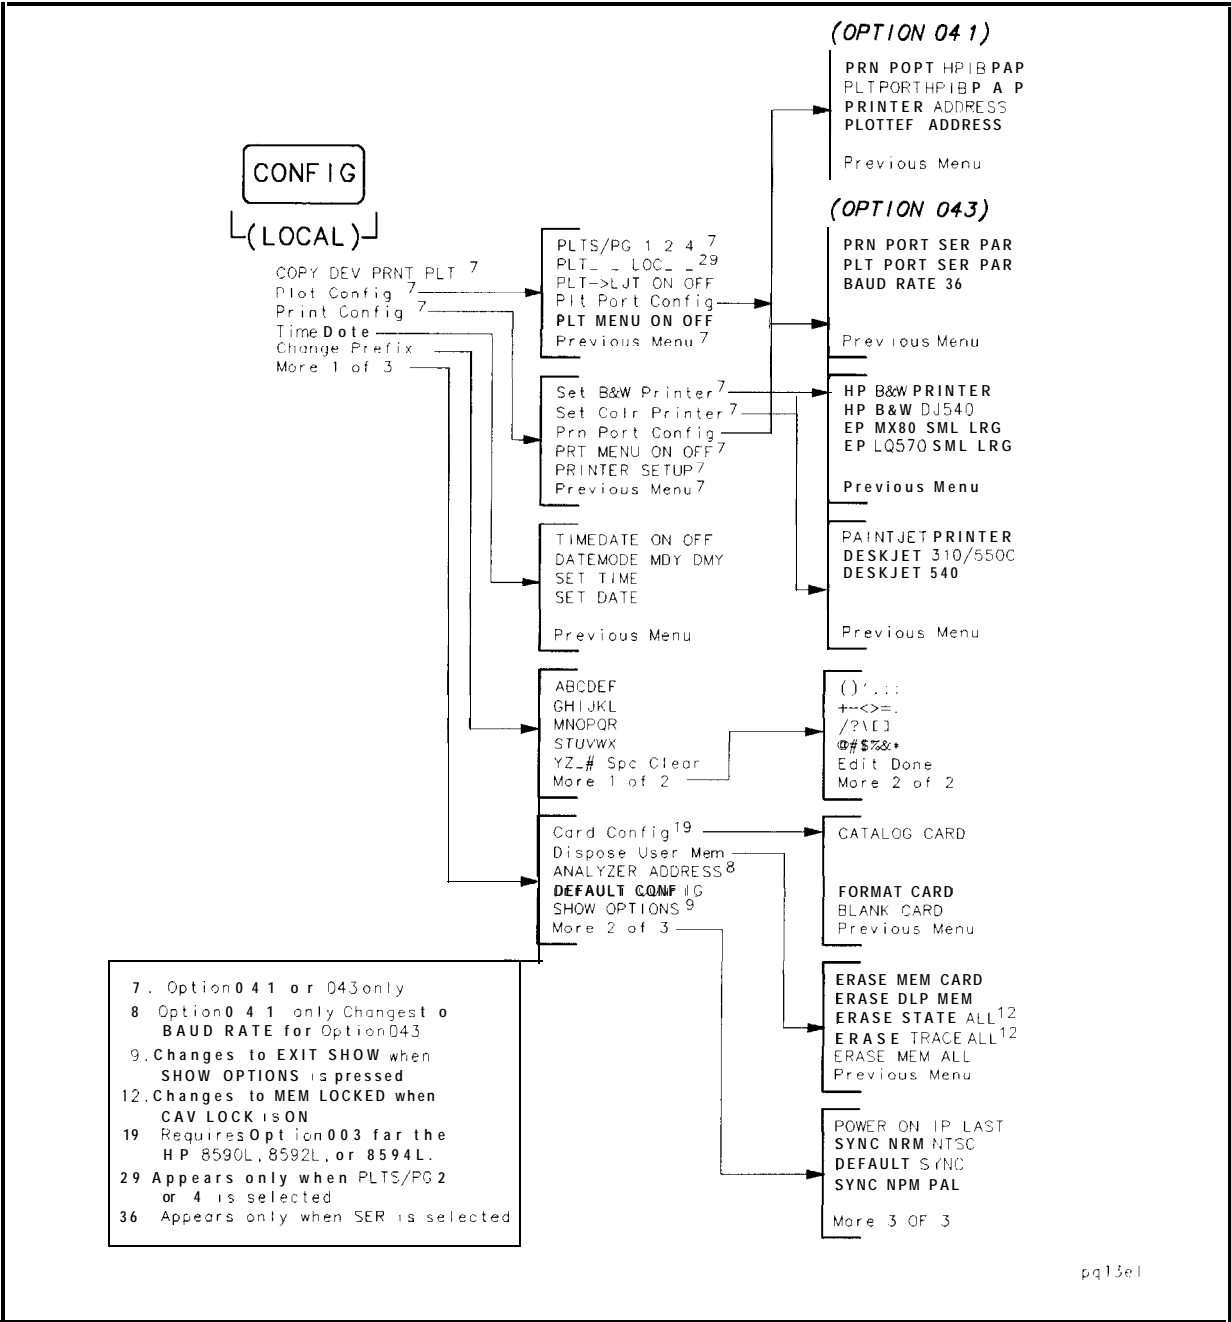 CONFIG
(LOCAL)
COPY DEV PRNT PLT 7
Plot Config 7
Print Config 7
Time Dote
Change Prefix
More 1 of 3
PLTS/PG 1 2 4 7
PLT_ _ LOC_ _ 29
PLT->LJT ON OFF
Plt Port Config
PLT MENU ON OFF
Previous Menu 7
Set B&W Printer 7
Set Colr Printer 7
Prn Port Config
PRT MENU ON OFF 7
PRINTER SETUP 7
Previous Menu 7
TIMEDATE ON OFF
DATEMODE MDY DMY
SET TIME
SET DATE
Previous Menu
ABCDEF
GHIJKL
MNOPQR
STUVWX
YZ_# Spc Clear
More 1 of 2
Card Config 19
Dispose User Mem
ANALYZER ADDRESS 8
DEFAULT CONFIG
SHOW OPTIONS 9
More 2 of 3
(OPTION 041)
PRN POPT HPIB PAP
PLT PORT HPIB P A P
PRINTER ADDRESS
PLOTTEF ADDRESS
Previous Menu
(OPTION 043)
PRN PORT SER PAR
PLT PORT SER PAR
BAUD RATE 36
Previous Menu
HP B&W PRINTER
HP B&W DJ540
EP MX80 SML LRG
EP LQ570 SML LRG
Previous Menu
PAINTJET PRINTER
DESKJET 310/550C
DESKJET 540
Previous Menu
()',:;
+-<>=.
/?\[]
@#$%&*
Edit Done
More 2 of 2
CATALOG CARD
FORMAT CARD
BLANK CARD
Previous Menu
ERASE MEM CARD
ERASE DLP MEM
ERASE STATE ALL 12
ERASE TRACE ALL 12
ERASE MEM ALL
Previous Menu
POWER ON IP LAST
SYNC NRM NTSC
DEFAULT SYNC
SYNC NPM PAL
More 3 OF 3
7. Option 041 or 043 only
8 Option 041 only Changes to
BAUD RATE for Option 043
9. Changes to EXIT SHOW when
SHOW OPTIONS is pressed
12. Changes to MEM LOCKED when
CAV LOCK is ON
19 Requires Option 003 far the
HP 8590L, 8592L, or 8594L.
29 Appears only when PLTS/PG 2
or 4 is selected
36 Appears only when SER is selected
pq13e1